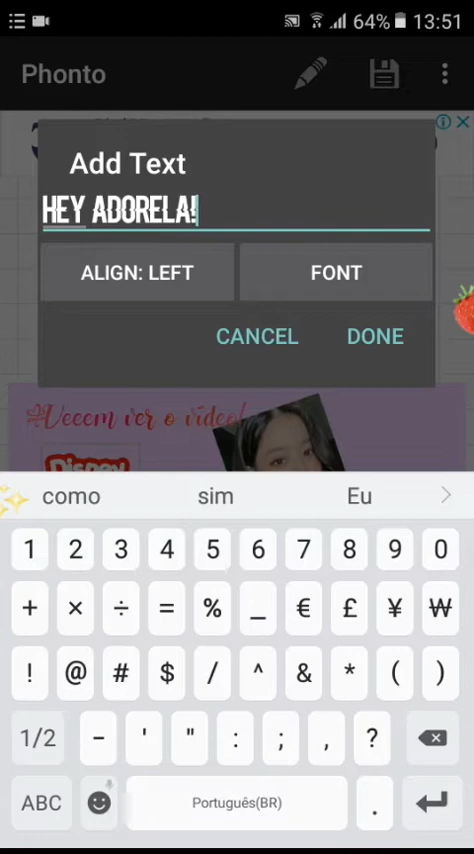 64% 13:51
Phonto
Add Text
HEY ADORELA!
ALIGN: LEFT FONT
CANCEL DONE
Veeem ver o vídeo!
Disney
como sim Eu
1 2 3 4 5 6 7 8 9 0
+ × ÷ = % _ € £ ¥ ₩
! @ # $ / ^ & * ( )
1/2 - ' " : ; , ?
ABC Português(BR) .